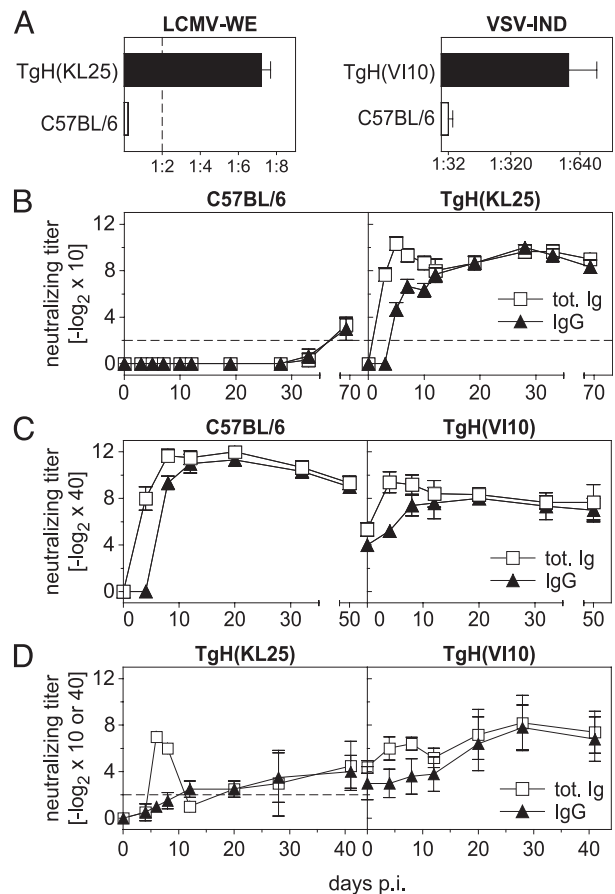 A
LCMV-WE
VSV-IND
TgH(KL25)
C57BL/6
1:2 1:4 1:6 1:8
TgH(VI10)
C57BL/6
1:32 1:320 1:640
B
C57BL/6
TgH(KL25)
neutralizing titer
[-log2 x 10]
12
8
4
0
tot. Ig
IgG
0 10 20 30 70
0 10 20 30 70
C
C57BL/6
TgH(VI10)
neutralizing titer
[-log2 x 40]
12
8
4
0
tot. Ig
IgG
0 10 20 30 50
0 10 20 30 50
D
TgH(KL25)
TgH(VI10)
neutralizing titer
[-log2 x 10 or 40]
12
8
4
0
tot. Ig
IgG
0 10 20 30 40
0 10 20 30 40
days p.i.